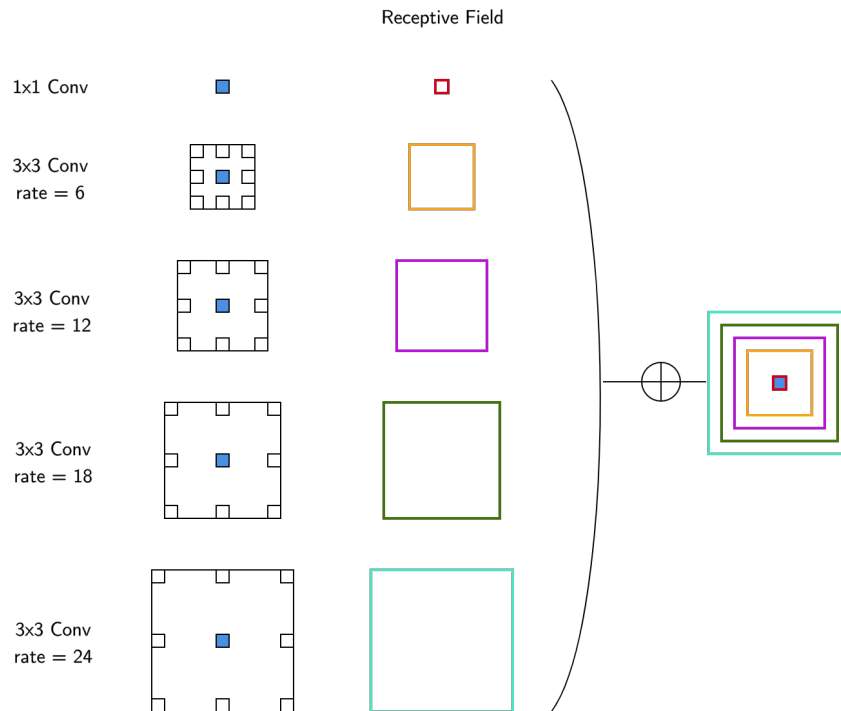 Receptive Field
1x1 Conv
3x3 Conv
rate = 6
3x3 Conv
rate = 12
3x3 Conv
rate = 18
3x3 Conv
rate = 24